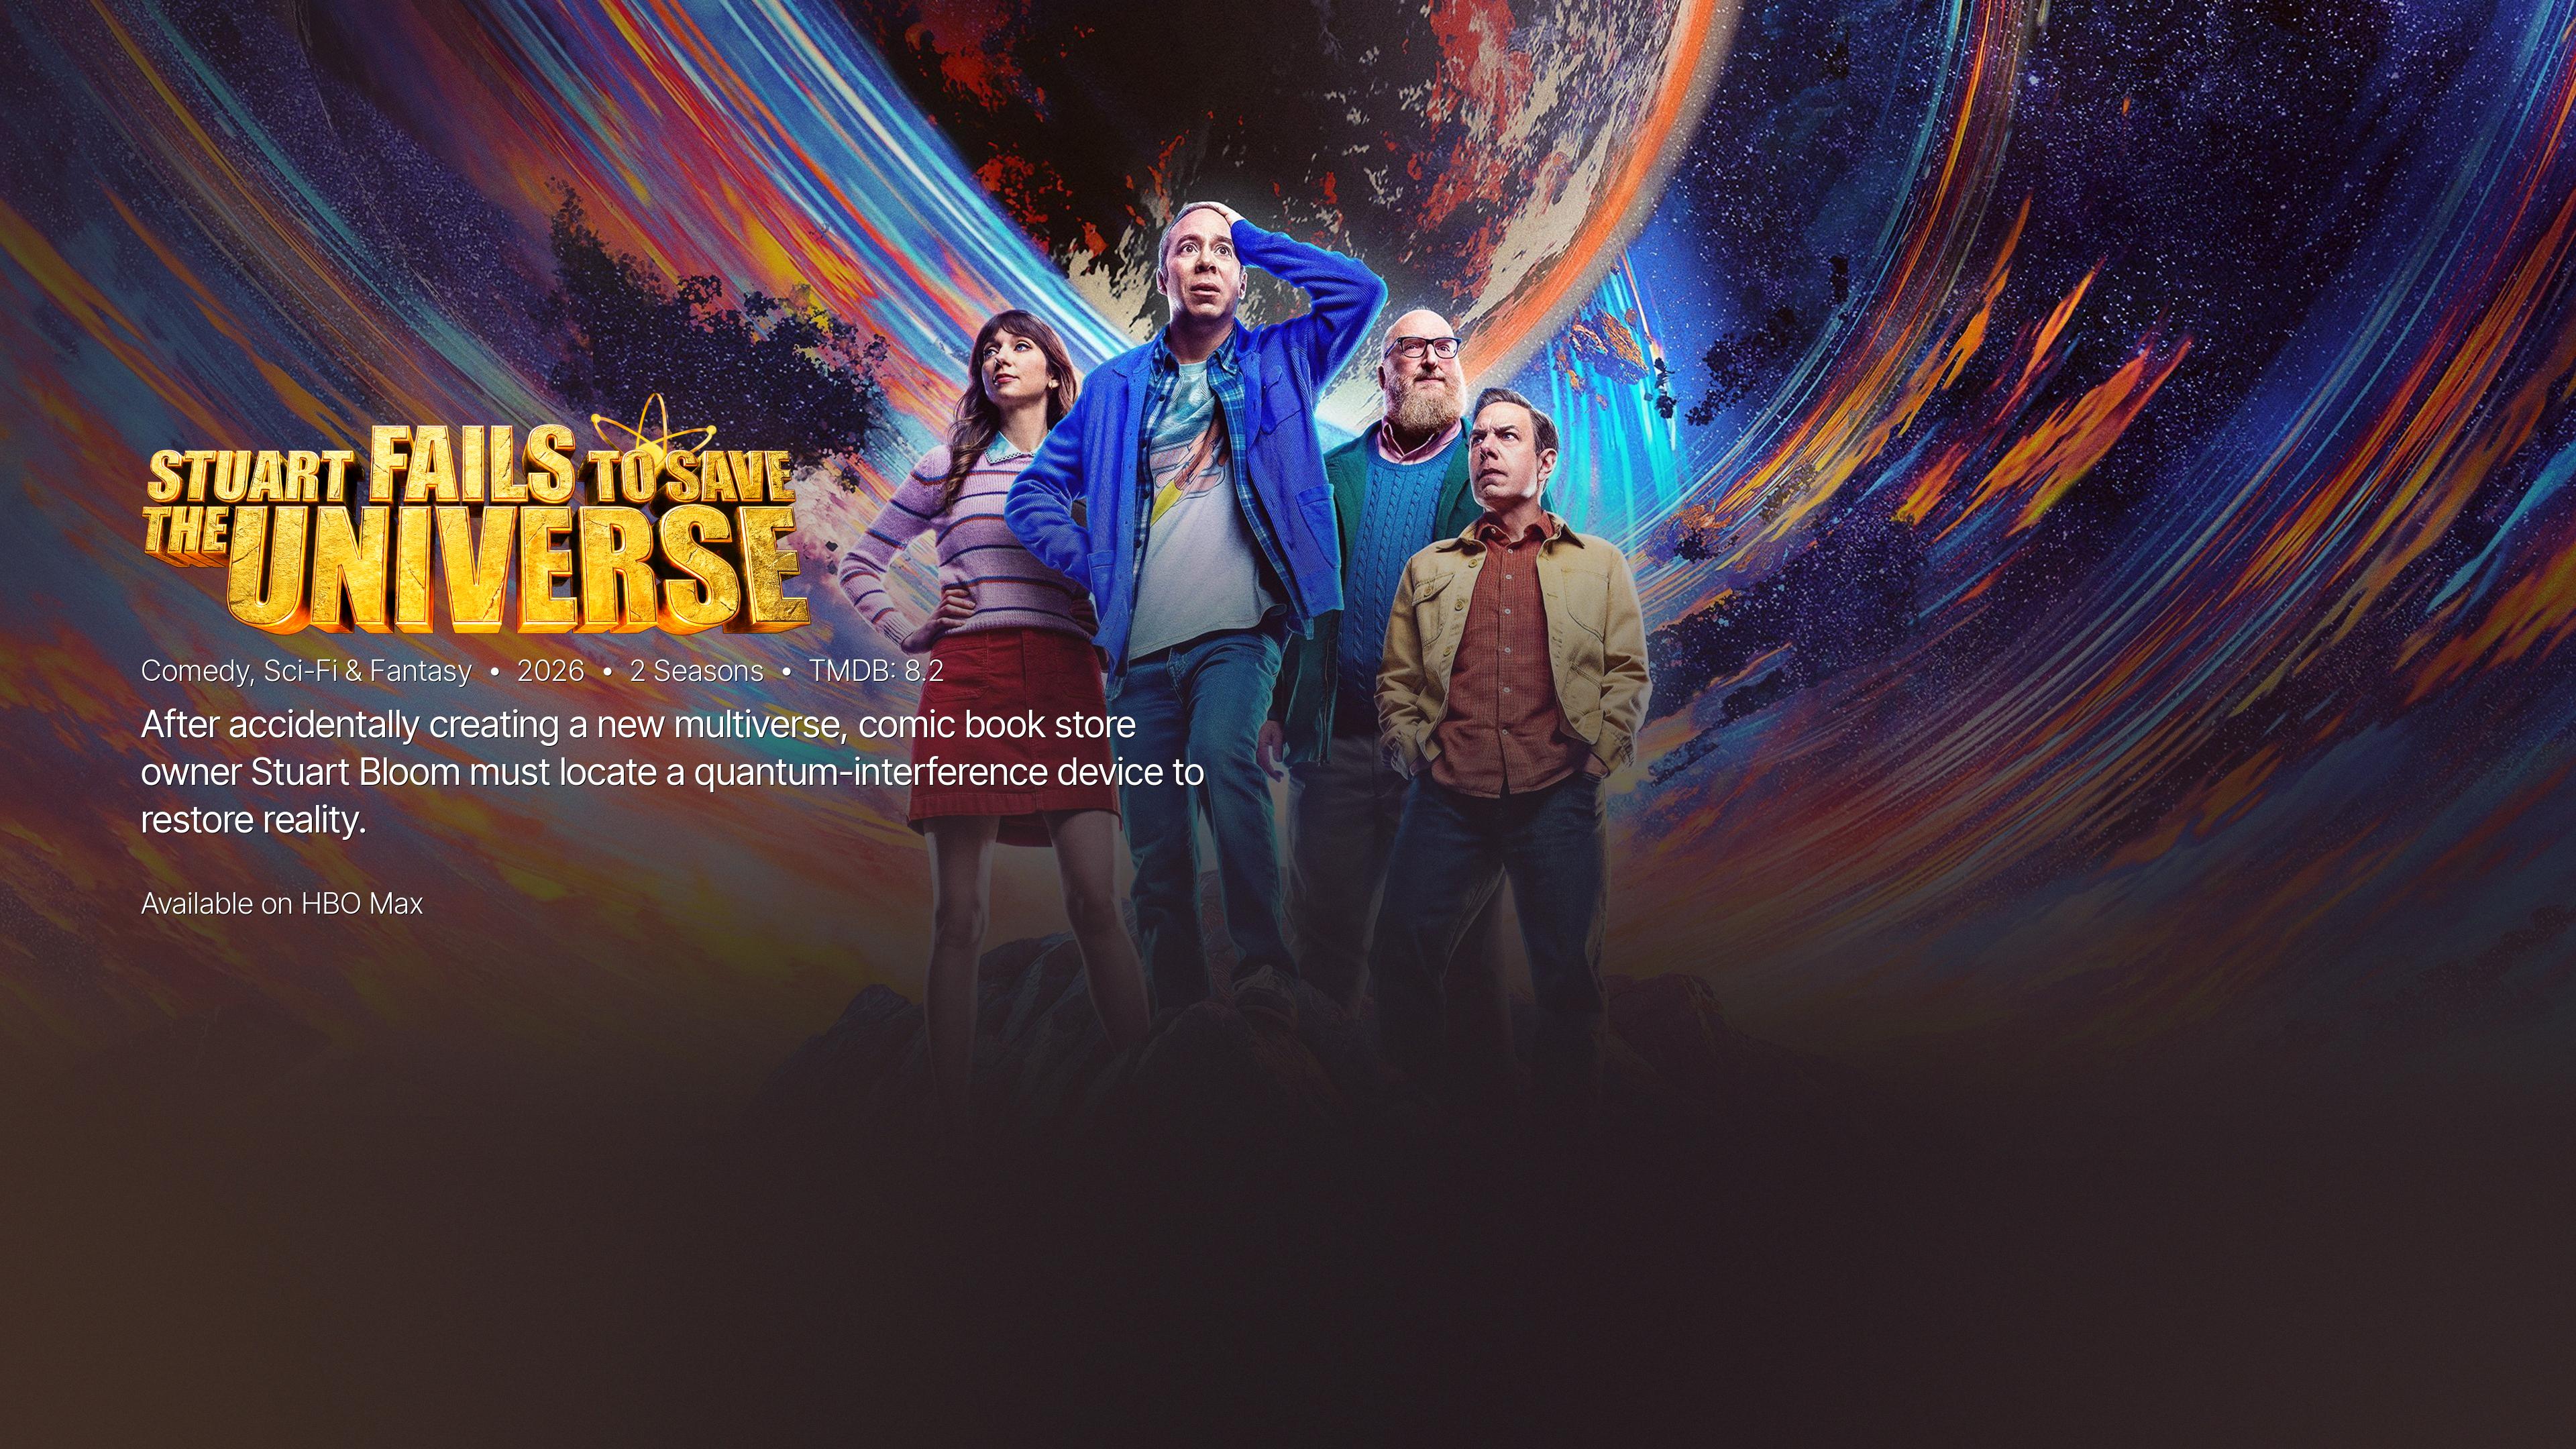 STUART FAILS TO SAVE
THE UNIVERSE
Comedy, Sci-Fi & Fantasy • 2026 • 2 Seasons • TMDB: 8.2
After accidentally creating a new multiverse, comic book store
owner Stuart Bloom must locate a quantum-interference device to
restore reality.
Available on HBO Max